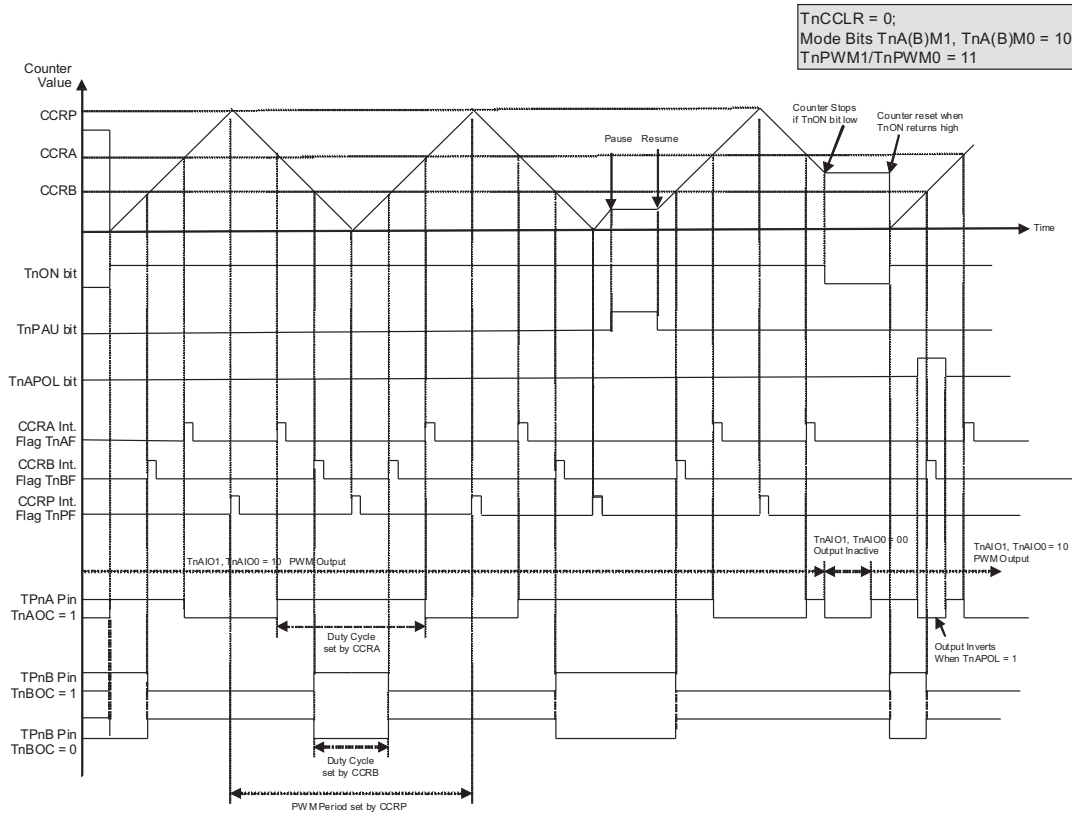 TnCCLR = 0;
Mode Bits TnA(B)M1, TnA(B)M0 = 10
TnPWM1/TnPWM0 = 11
Counter
Value
CCRP
CCRA
CCRB
Pause
Resume
Counter Stops
if TnON bit low
Counter reset when
TnON returns high
Time
TnON bit
TnPAU bit
TnAPOL bit
CCRA Int.
Flag TnAF
CCRB Int.
Flag TnBF
CCRP Int.
Flag TnPF
TnAIO1, TnAIO0 = 10 PWM Output
TnAIO1, TnAIO0 = 00
Output Inactive
TnAIO1, TnAIO0 = 10
PWM Output
TPnA Pin
TnAOC = 1
Duty Cycle
set by CCRA
Output Inverts
When TnAPOL = 1
TPnB Pin
TnBOC = 1
TPnB Pin
TnBOC = 0
Duty Cycle
set by CCRB
PWM Period set by CCRP